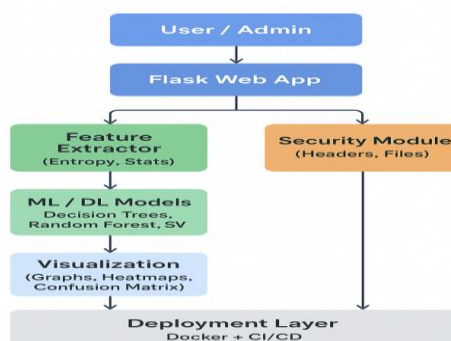 User / Admin
Flask Web App
Feature
Extractor
(Entropy, Stats)
Security Module
(Headers, Files)
ML / DL Models
Decision Trees,
Random Forest, SV
Visualization
(Graphs, Heatmaps,
Confusion Matrix)
Deployment Layer
Docker + CI/CD